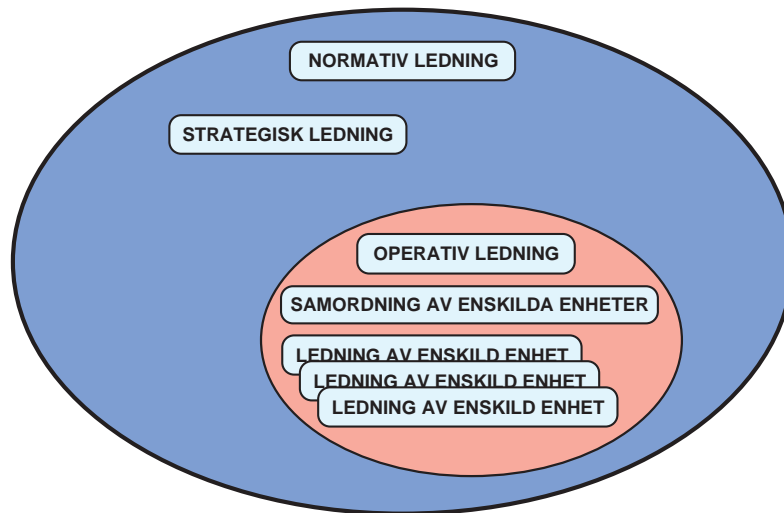 NORMATIV LEDNING
STRATEGISK LEDNING
OPERATIV LEDNING
SAMORDNING AV ENSKILDA ENHETER
LEDNING AV ENSKILD ENHET
LEDNING AV ENSKILD ENHET
LEDNING AV ENSKILD ENHET